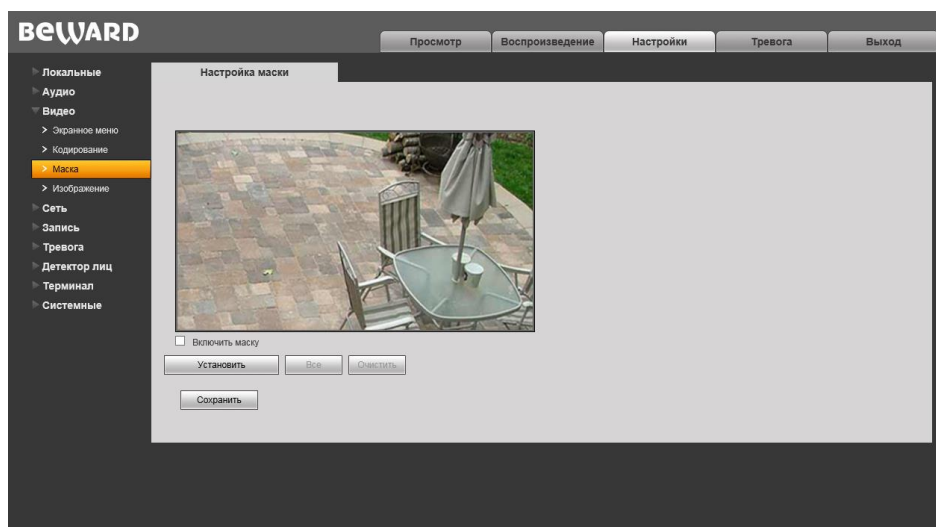 BEWARD
Просмотр
Воспроизведение
Настройки
Тревога
Выход
Локальные
Аудио
Видео
Экранное меню
Кодирование
Маска
Изображение
Сеть
Запись
Тревога
Детектор лиц
Терминал
Системные
Настройка маски
Включить маску
Установить
Все
Очистить
Сохранить